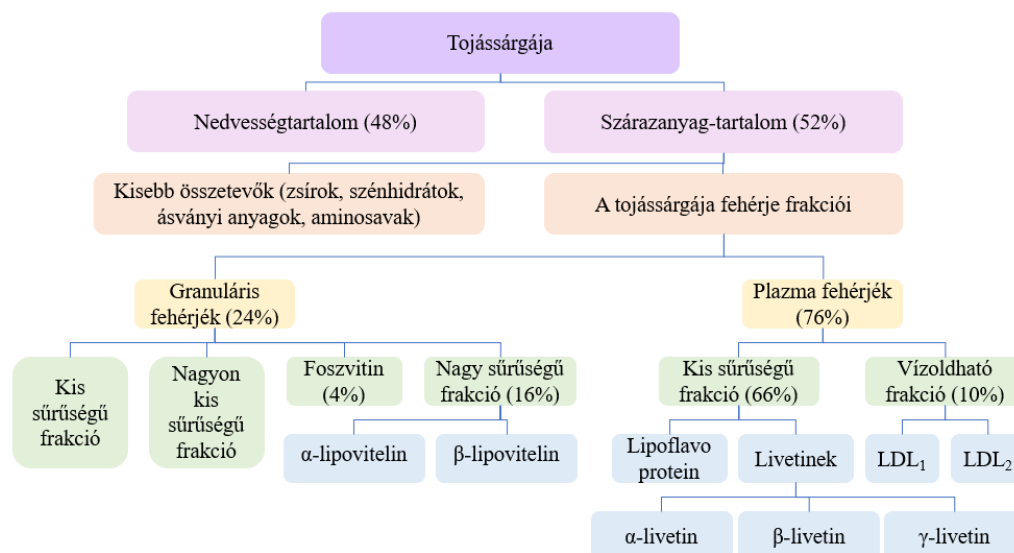 Tojássárgája
Nedvességtartalom (48%)
Szárazanyag-tartalom (52%)
Kisebb összetevők (zsírok, szénhidrátok,
ásványi anyagok, aminosavak)
A tojássárgája fehérje frakciói
Granuláris
fehérjék (24%)
Plazma fehérjék
(76%)
Kis
sűrűségű
frakció
Nagyon
kis
sűrűségű
frakció
Foszvitin
(4%)
Nagy sűrűségű
frakció (16%)
Kis sűrűségű
frakció (66%)
Vízoldható
frakció (10%)
α-lipovitelin
β-lipovitelin
Lipoflavo
protein
Livetinek
LDL₁
LDL₂
α-livetin
β-livetin
γ-livetin